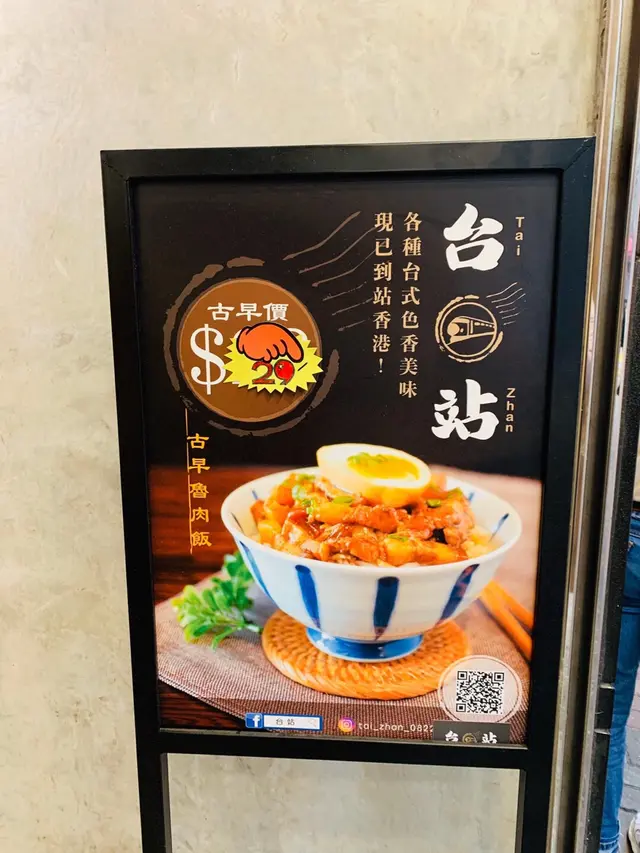 台站
Tai
Zhan
各種台式色香美味
現已到站香港！
古早價
$
29
古早魯肉飯
台站
tai_zhan_0822
台站